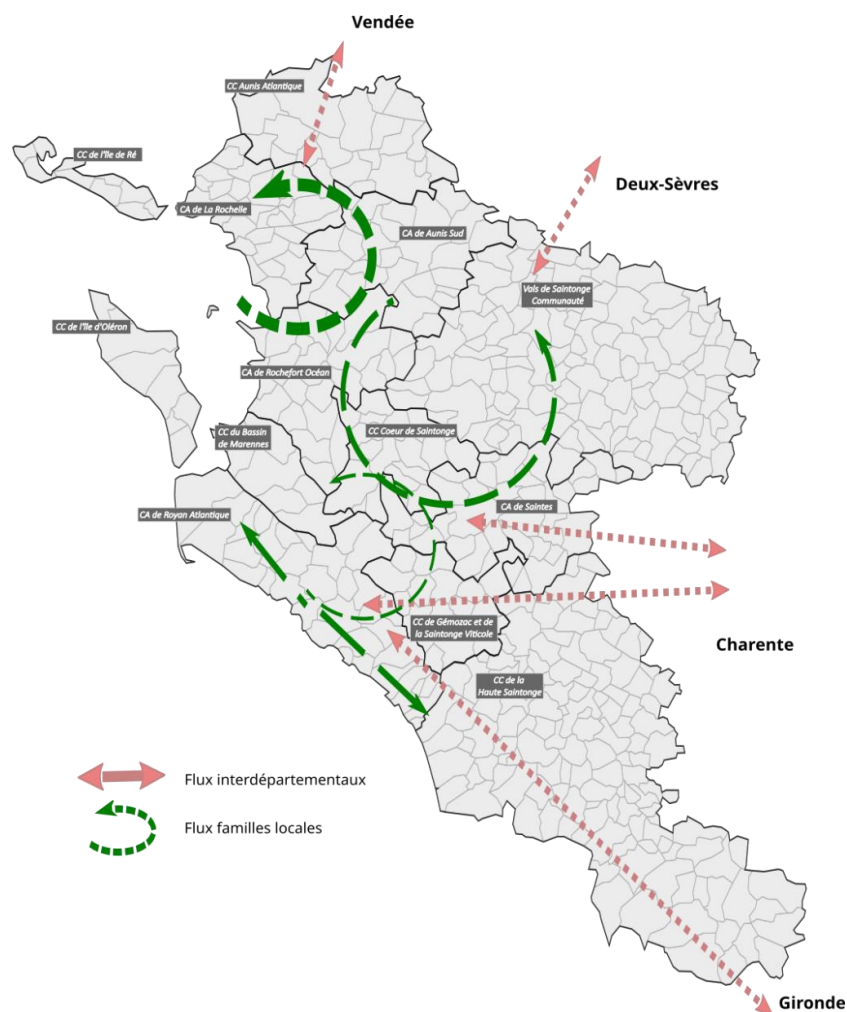 Vendée
CC Aunis Atlantique
CC de l'île de Ré
Deux-Sèvres
CA de La Rochelle
CA de Aunis Sud
Vals de Saintonge
Communauté
CC de l'île d'Oléron
CA de Rochefort Océan
CC du Bassin
de Marennes
CC Coeur de Saintonge
CA de Saintes
CA de Royan Atlantique
CC de Gémozac et de
la Saintonge Viticole
Charente
CC de la
Haute Saintonge
Flux interdépartementaux
Flux familles locales
Gironde